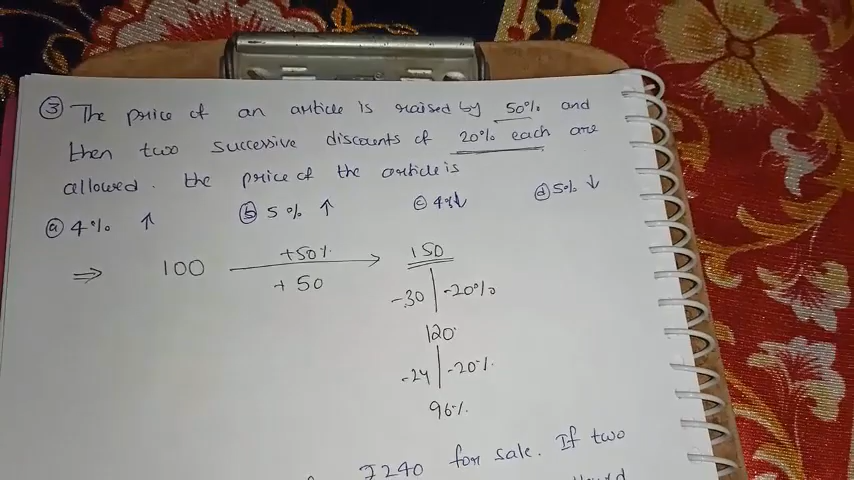 ③ The price of an article is raised by 50% and
then two successive discounts of 20% each are
allowed. the price of the article is
ⓐ 4% ↑ ⓑ 5% ↑ ⓒ 4% ↓ ⓓ 5% ↓
⇒ 100 +50% 150
+ 50
-30 -20%
120
-24 -20%
96%
₹240 for sale. If two